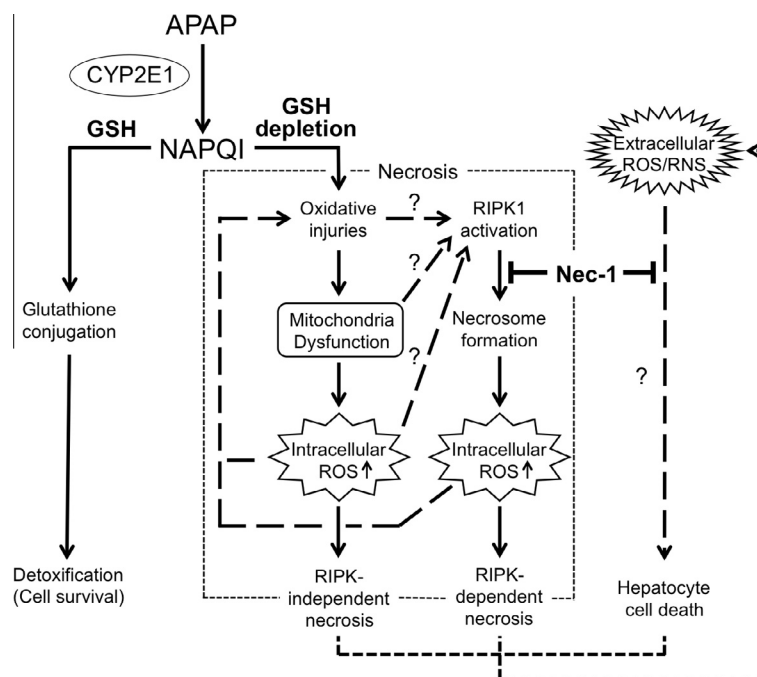 APAP
CYP2E1
GSH
NAPQI
GSH
depletion
Necrosis
Extracellular
ROS/RNS
Oxidative
injuries
?
RIPK1
activation
?
Nec-1
Glutathione
conjugation
Mitochondria
Dysfunction
Necrosome
formation
?
?
Intracellular
ROS↑
Intracellular
ROS↑
Detoxification
(Cell survival)
RIPK-
independent
necrosis
RIPK-
dependent
necrosis
Hepatocyte
cell death